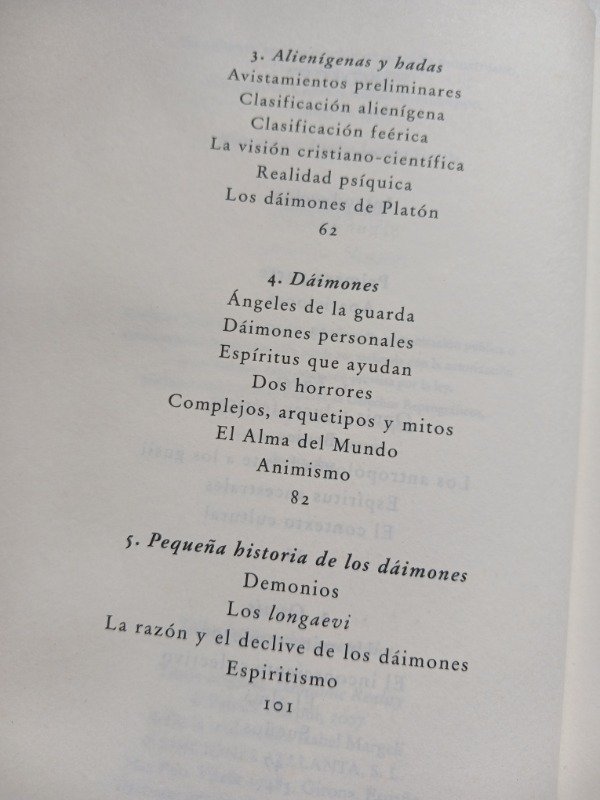 3. Alienígenas y hadas
Avistamientos preliminares
Clasificación alienígena
Clasificación feérica
La visión cristiano-científica
Realidad psíquica
Los dáimones de Platón
62
4. Dáimones
Ángeles de la guarda
Dáimones personales
Espíritus que ayudan
Dos horrores
Complejos, arquetipos y mitos
El Alma del Mundo
Animismo
82
5. Pequeña historia de los dáimones
Demonios
Los longaevi
La razón y el declive de los dáimones
Espiritismo
101